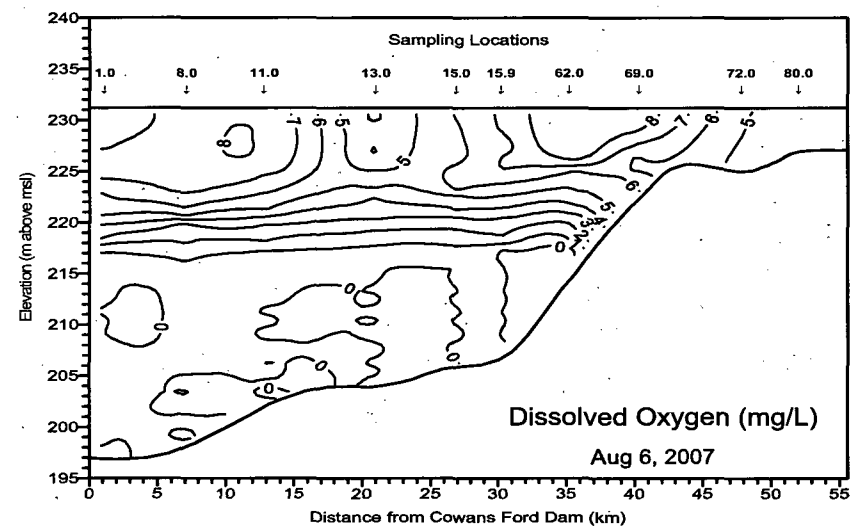 240
Sampling Locations
235
1.0 8.0 11.0 13.0 15.0 15.9 62.0 69.0 72.0 80.0
230
8 7 6 5 5 8 7 6 5
225
6
220
5 4 3 2 1
0
215
0
210
0
205
0 0 0
200
195
0 5 10 15 20 25 30 35 40 45 50 55
Elevation (m above msl)
Dissolved Oxygen (mg/L)
Aug 6, 2007
Distance from Cowans Ford Dam (km)